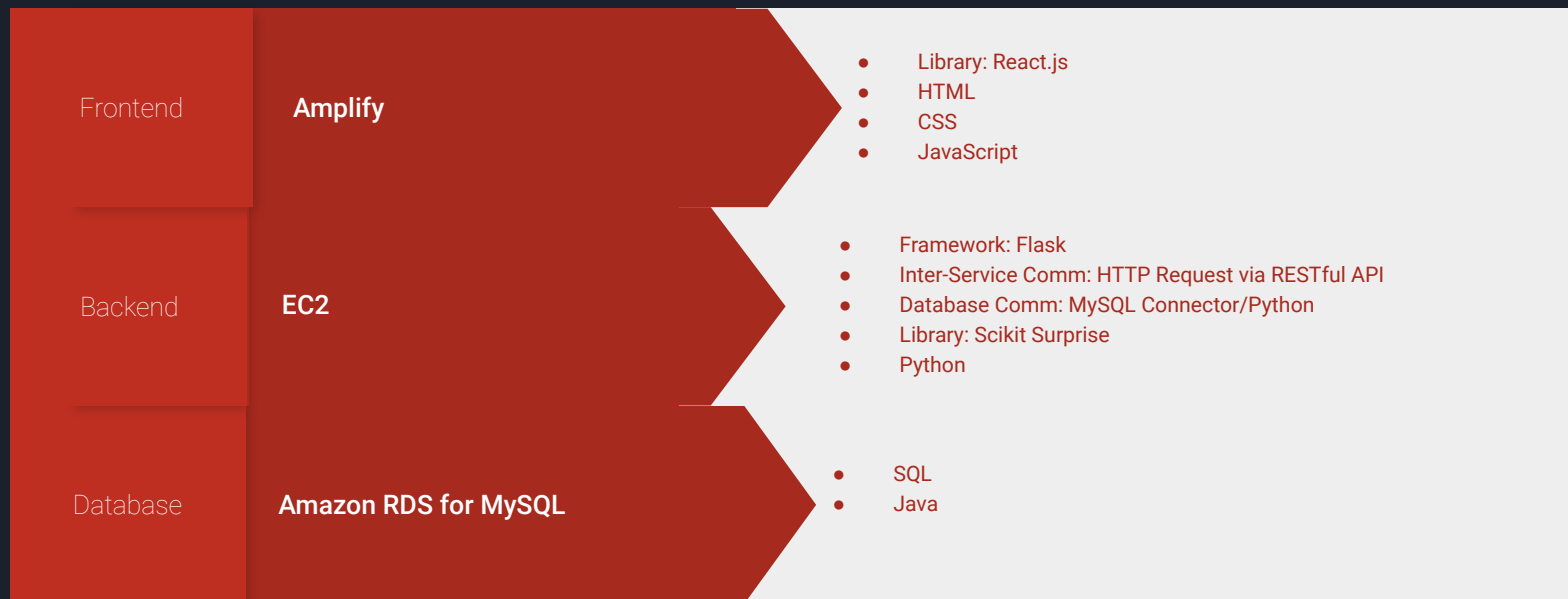 Frontend
Amplify
● Library: React.js
● HTML
● CSS
● JavaScript
Backend
EC2
● Framework: Flask
● Inter-Service Comm: HTTP Request via RESTful API
● Database Comm: MySQL Connector/Python
● Library: Scikit Surprise
● Python
Database
Amazon RDS for MySQL
● SQL
● Java